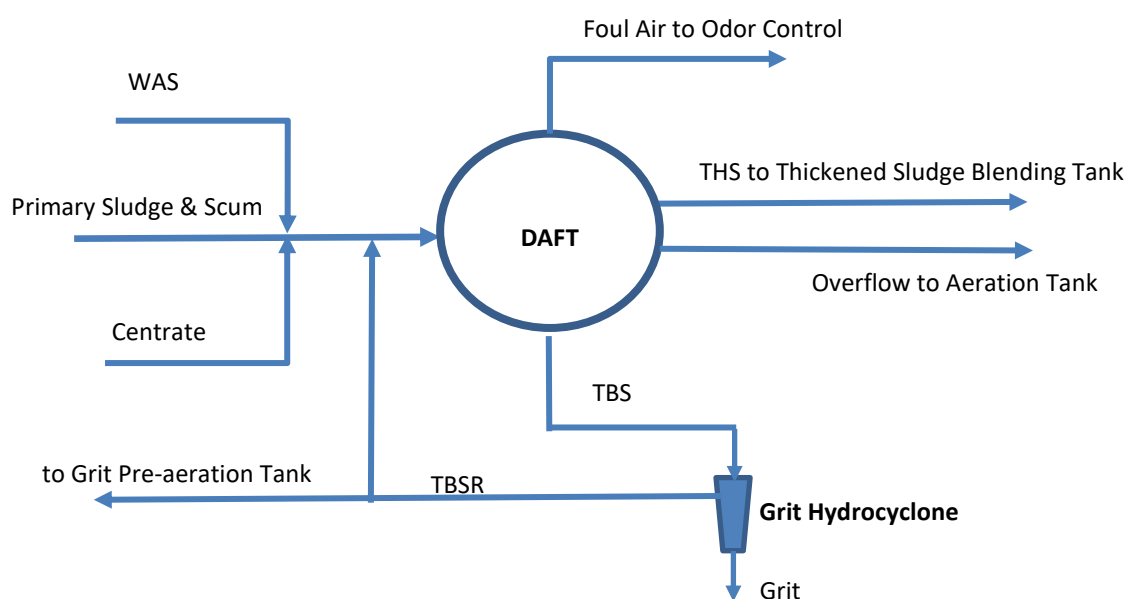 Foul Air to Odor Control
WAS
THS to Thickened Sludge Blending Tank
Primary Sludge & Scum
DAFT
Overflow to Aeration Tank
Centrate
TBS
to Grit Pre-aeration Tank
TBSR
Grit Hydrocyclone
Grit